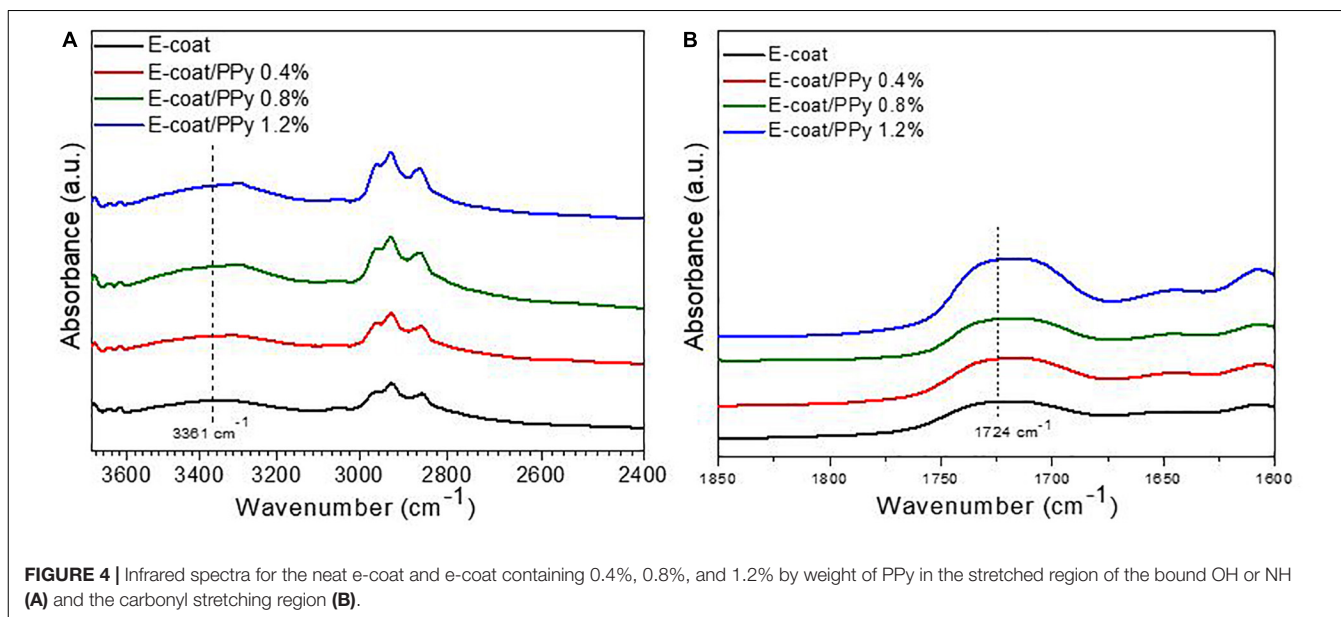 A
E-coat
E-coat/PPy 0.4%
E-coat/PPy 0.8%
E-coat/PPy 1.2%
Absorbance (a.u.)
3361 cm⁻¹
3600 3400 3200 3000 2800 2600 2400
Wavenumber (cm⁻¹)
B
E-coat
E-coat/PPy 0.4%
E-coat/PPy 0.8%
E-coat/PPy 1.2%
Absorbance (a.u.)
1724 cm⁻¹
1850 1800 1750 1700 1650 1600
Wavenumber (cm⁻¹)
FIGURE 4 | Infrared spectra for the neat e-coat and e-coat containing 0.4%, 0.8%, and 1.2% by weight of PPy in the stretched region of the bound OH or NH
(A) and the carbonyl stretching region (B).